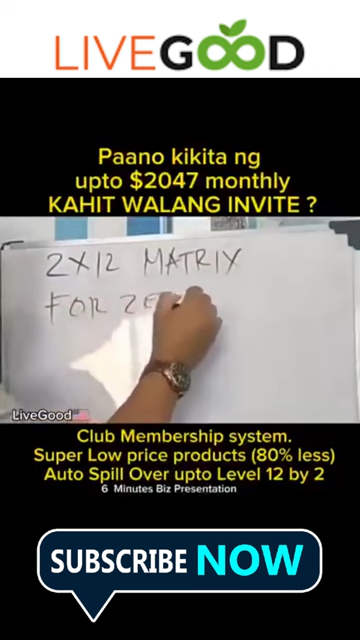 LIVEGOOD
Paano kikita ng
upto $2047 monthly
KAHIT WALANG INVITE ?
2X12 MATRIX
FOR ZE
LiveGood
Club Membership system.
Super Low price products (80% less)
Auto Spill Over upto Level 12 by 2
6 Minutes Biz Presentation
SUBSCRIBE NOW